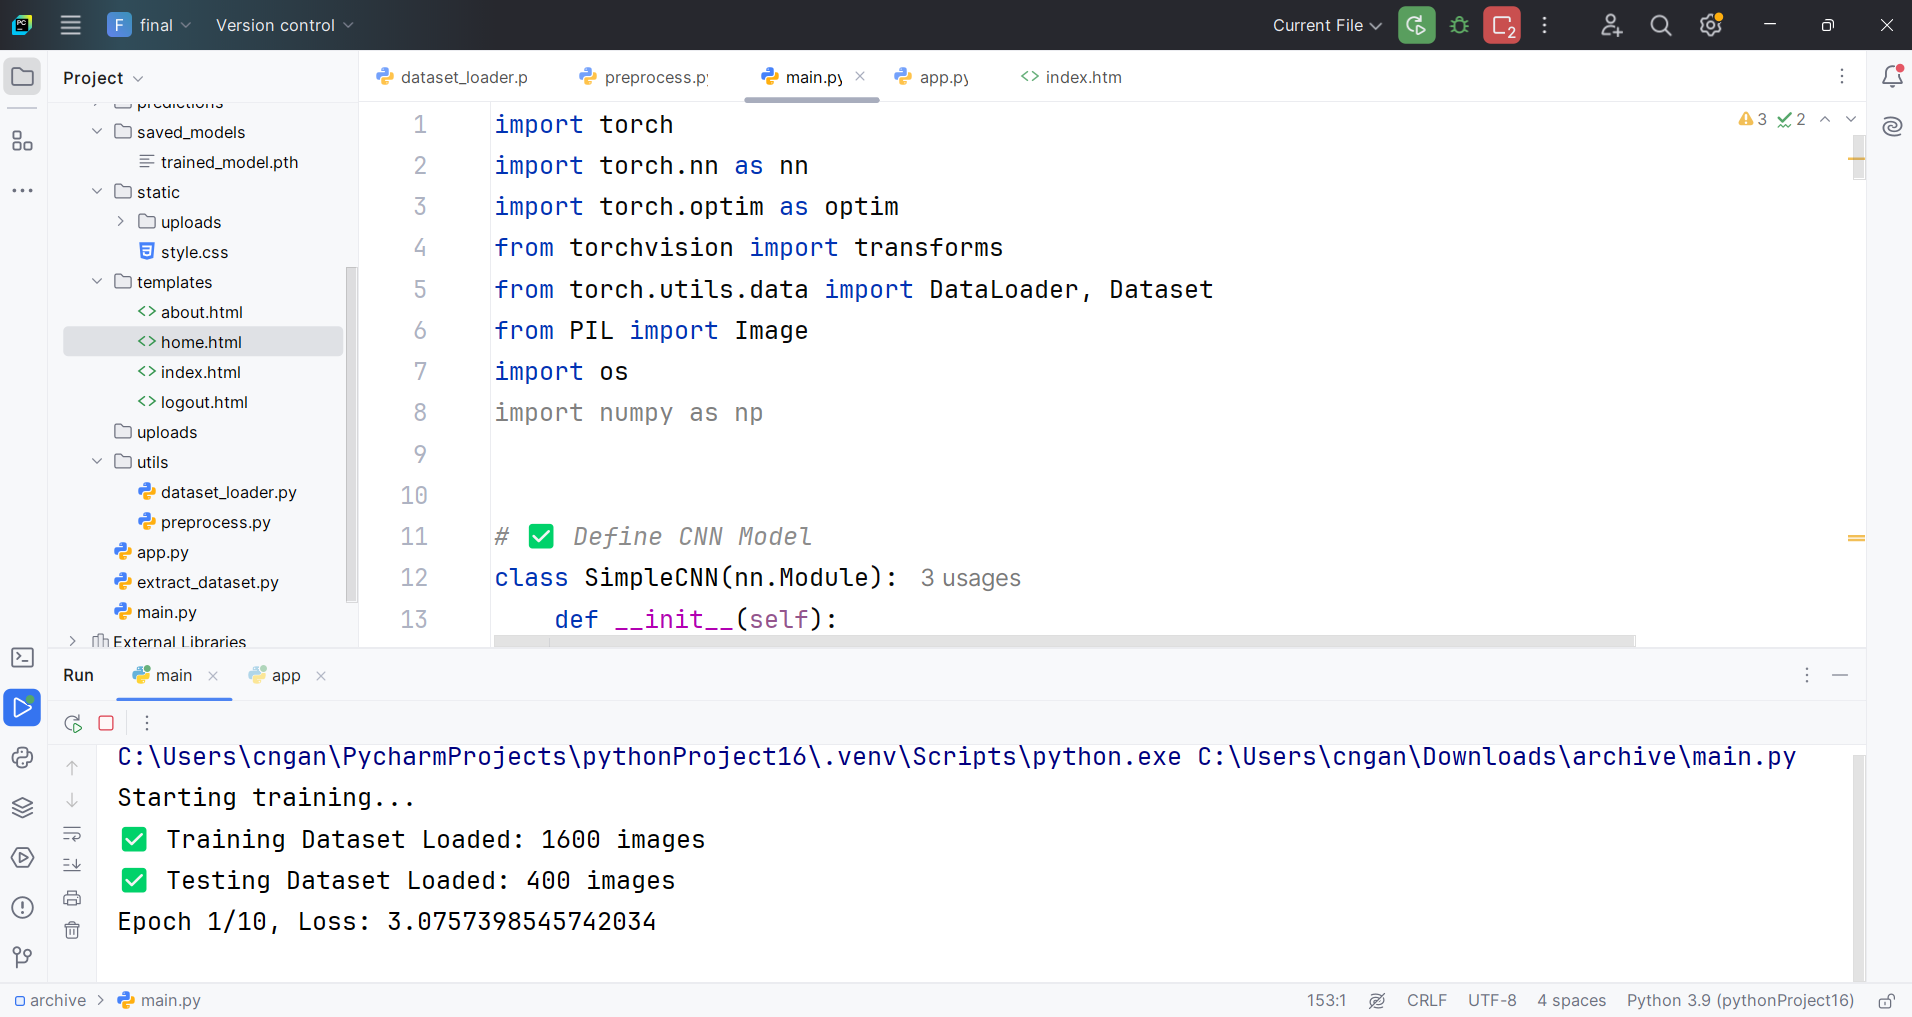 F final Version control Current File 2
Project
dataset_loader.p preprocess.py main.py app.py index.htm
predictions
saved_models
trained_model.pth
static
uploads
style.css
templates
about.html
home.html
index.html
logout.html
uploads
utils
dataset_loader.py
preprocess.py
app.py
extract_dataset.py
main.py
External Libraries
3 2
1 import torch
2 import torch.nn as nn
3 import torch.optim as optim
4 from torchvision import transforms
5 from torch.utils.data import DataLoader, Dataset
6 from PIL import Image
7 import os
8 import numpy as np
9
10
11 # ✅ Define CNN Model
12 class SimpleCNN(nn.Module): 3 usages
13 def __init__(self):
Run main app
C:\Users\cngan\PycharmProjects\pythonProject16\.venv\Scripts\python.exe C:\Users\cngan\Downloads\archive\main.py
Starting training...
✅ Training Dataset Loaded: 1600 images
✅ Testing Dataset Loaded: 400 images
Epoch 1/10, Loss: 3.0757398545742034
archive > main.py 153:1 CRLF UTF-8 4 spaces Python 3.9 (pythonProject16)